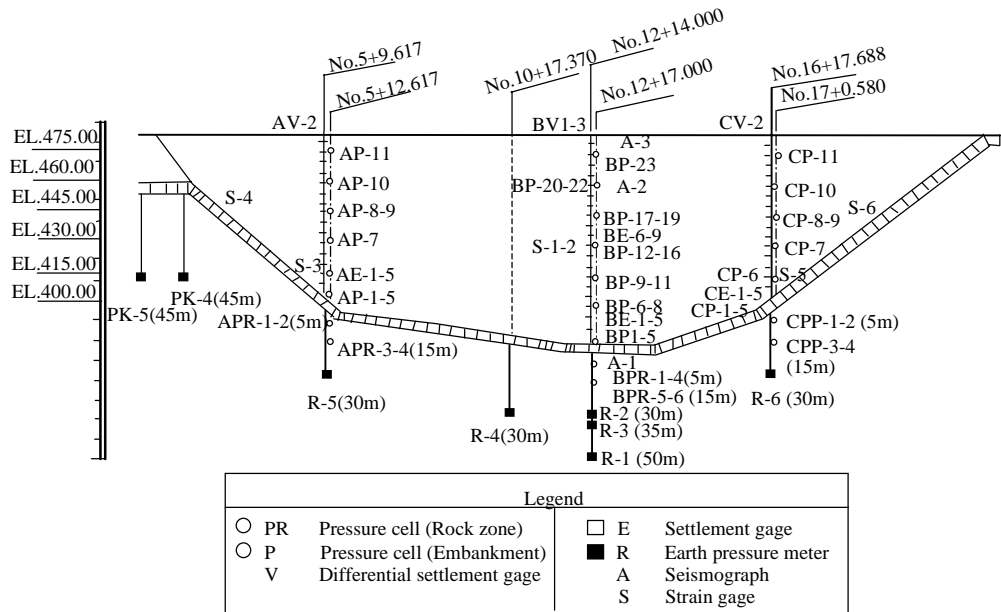 No.5+9.617
No.5+12.617
No.10+17.370
No.12+14.000
No.12+17.000
No.16+17.688
No.17+0.580
AV-2
BV1-3
CV-2
EL.475.00
EL.460.00
EL.445.00
EL.430.00
EL.415.00
EL.400.00
S-4
S-3
AP-11
AP-10
AP-8-9
AP-7
AE-1-5
AP-1-5
PK-5(45m)
PK-4(45m)
APR-1-2(5m)
APR-3-4(15m)
R-5(30m)
R-4(30m)
A-3
BP-23
BP-20-22
A-2
BP-17-19
BE-6-9
S-1-2
BP-12-16
BP-9-11
BP-6-8
BE-1-5
BP1-5
A-1
BPR-1-4(5m)
BPR-5-6 (15m)
R-2 (30m)
R-3 (35m)
R-1 (50m)
CP-11
CP-10
CP-8-9
S-6
CP-7
CP-6
S-5
CE-1-5
CP-1-5
CPP-1-2 (5m)
CPP-3-4
(15m)
R-6 (30m)
Legend
PR Pressure cell (Rock zone)
P Pressure cell (Embankment)
V Differential settlement gage
E Settlement gage
R Earth pressure meter
A Seismograph
S Strain gage